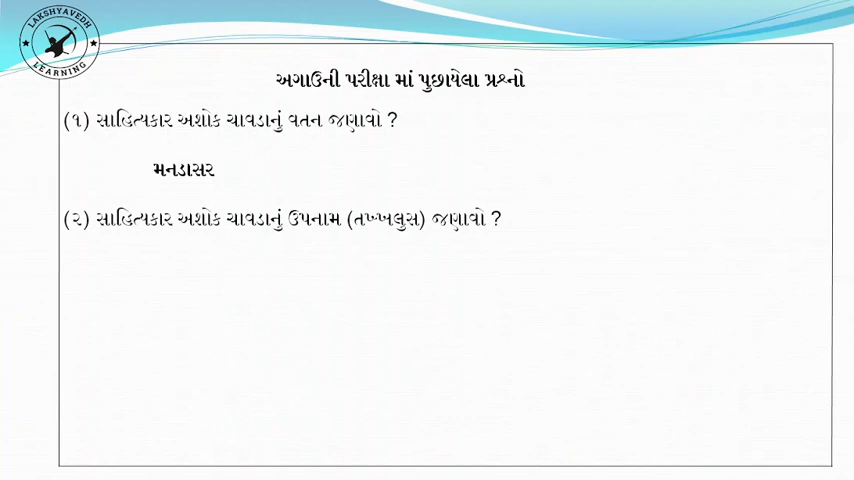 LAKSHYAVEDH
LEARNING
અગાઉની પરીક્ષા માં પુછાયેલા પ્રશ્નો
(૧) સાહિત્યકાર અશોક ચાવડાનું વતન જણાવો ?
મનડાસર
(૨) સાહિત્યકાર અશોક ચાવડાનું ઉપનામ (તખ્ખલુસ) જણાવો ?